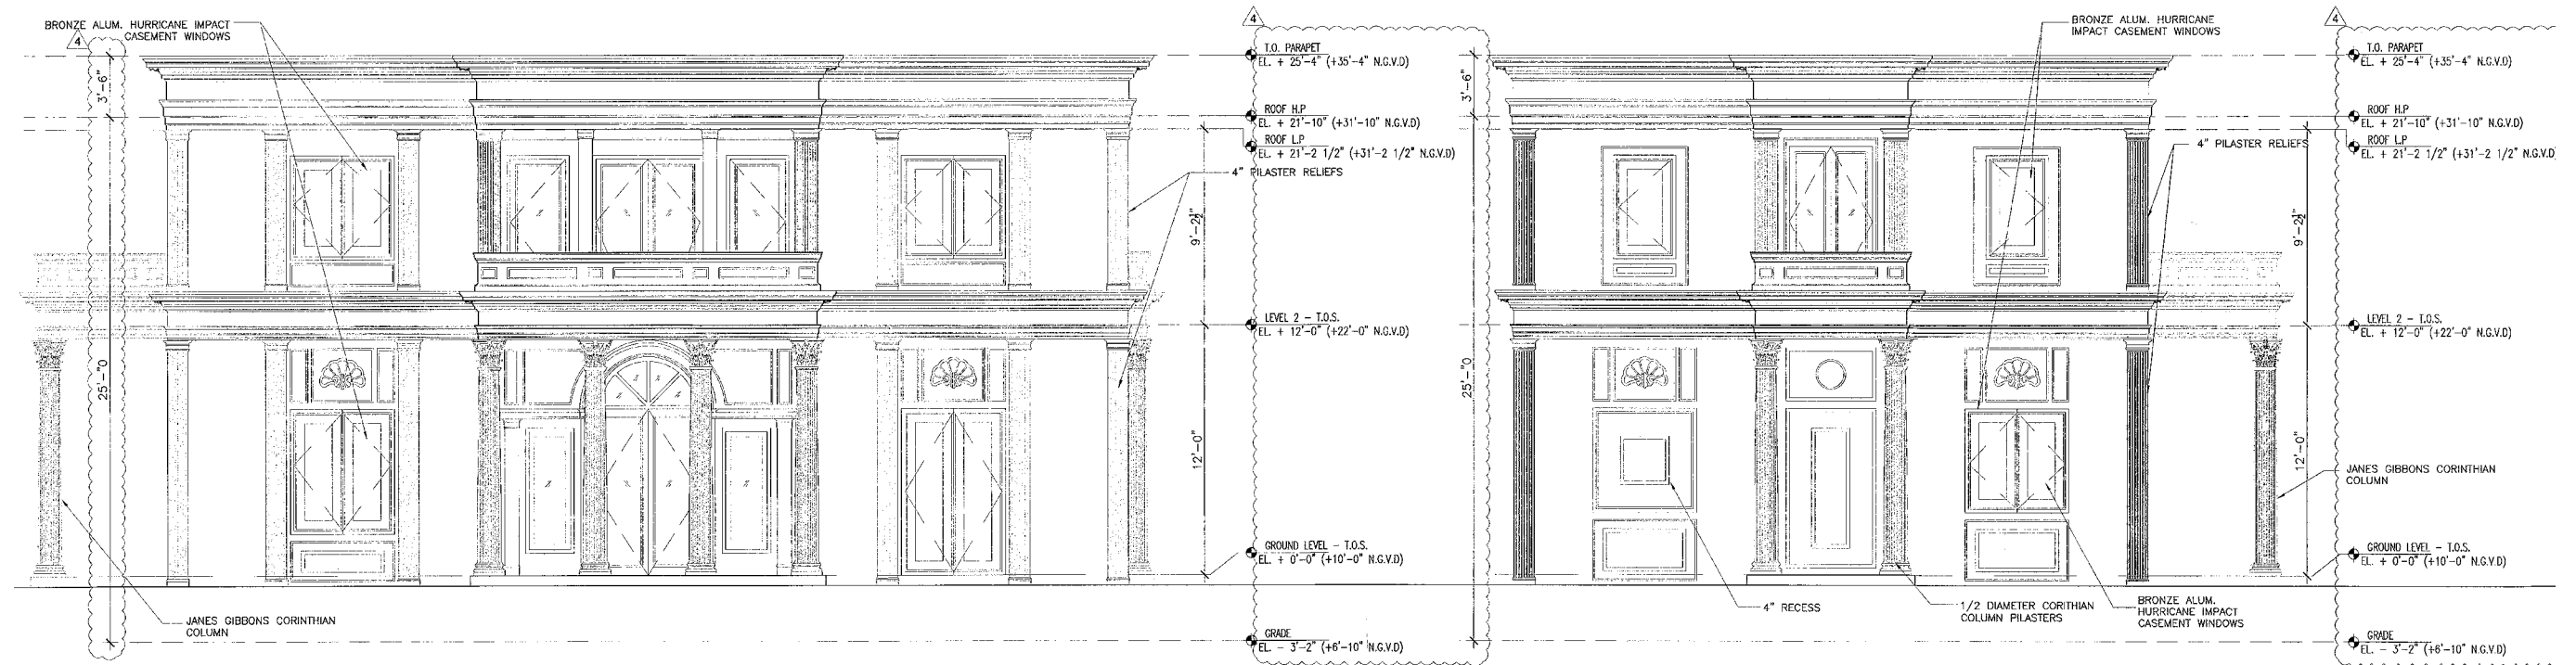 BRONZE ALUM. HURRICANE IMPACT
CASEMENT WINDOWS
4
3'-6"
25'-"0
JANES GIBBONS CORINTHIAN
COLUMN
4
T.O. PARAPET
EL. + 25'-4" (+35'-4" N.G.V.D)
ROOF H.P
EL. + 21'-10" (+31'-10" N.G.V.D)
ROOF L.P
EL. + 21'-2 1/2" (+31'-2 1/2" N.G.V.D)
4" PILASTER RELIEFS
9'-2½"
LEVEL 2 - T.O.S.
EL. + 12'-0" (+22'-0" N.G.V.D)
12'-0"
GROUND LEVEL - T.O.S.
EL. + 0'-0" (+10'-0" N.G.V.D)
GRADE
EL. - 3'-2" (+6'-10" N.G.V.D)
3'-6"
25'-"0
BRONZE ALUM. HURRICANE
IMPACT CASEMENT WINDOWS
4
T.O. PARAPET
EL. + 25'-4" (+35'-4" N.G.V.D)
ROOF H.P
EL. + 21'-10" (+31'-10" N.G.V.D)
4" PILASTER RELIEFS
ROOF L.P
EL. + 21'-2 1/2" (+31'-2 1/2" N.G.V.D
9'-2½"
LEVEL 2 - T.O.S.
EL. + 12'-0" (+22'-0" N.G.V.D)
12'-0"
JANES GIBBONS CORINTHIAN
COLUMN
GROUND LEVEL - T.O.S.
EL. + 0'-0" (+10'-0" N.G.V.D)
4" RECESS
1/2 DIAMETER CORITHIAN
COLUMN PILASTERS
BRONZE ALUM.
HURRICANE IMPACT
CASEMENT WINDOWS
GRADE
EL. - 3'-2" (+6'-10" N.G.V.D)